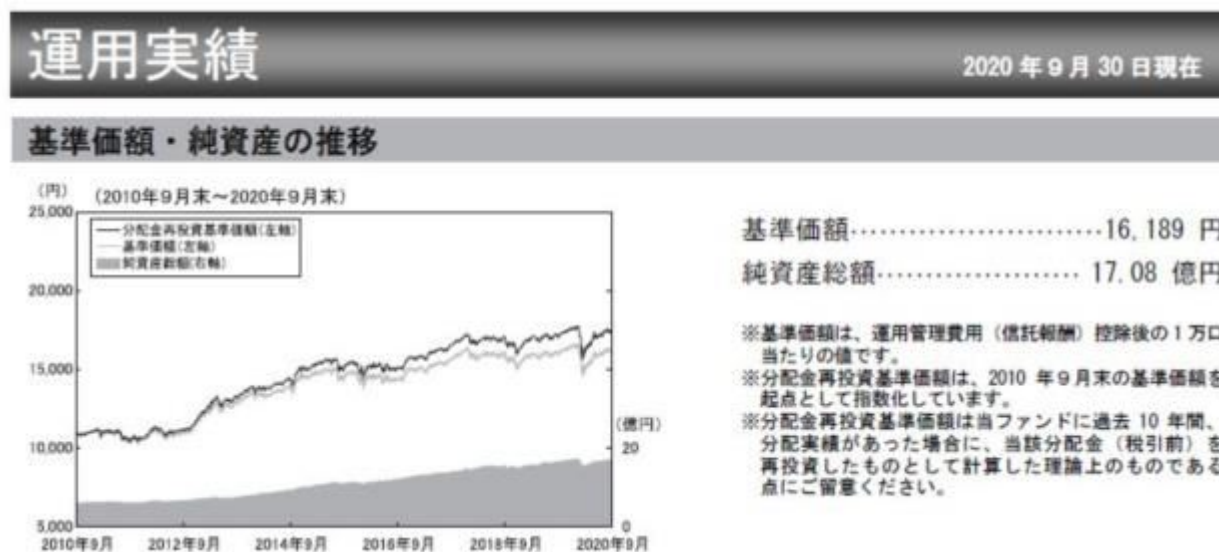 運用実績
2020年9月30日現在
基準価額・純資産の推移
(円) (2010年9月末～2020年9月末)
25,000
分配金再投資基準価額(左軸)
基準価額(左軸)
純資産総額(右軸)
20,000
15,000
(億円)
10,000 20
5,000 0
2010年9月 2012年9月 2014年9月 2016年9月 2018年9月 2020年9月
基準価額‥‥‥‥‥‥‥‥‥‥‥‥‥16,189 円
純資産総額‥‥‥‥‥‥‥‥‥‥ 17.08 億円
※基準価額は、運用管理費用（信託報酬）控除後の1万口
当たりの値です。
※分配金再投資基準価額は、2010 年9月末の基準価額を
起点として指数化しています。
※分配金再投資基準価額は当ファンドに過去 10 年間、
分配実績があった場合に、当該分配金（税引前）を
再投資したものとして計算した理論上のものである
点にご留意ください。